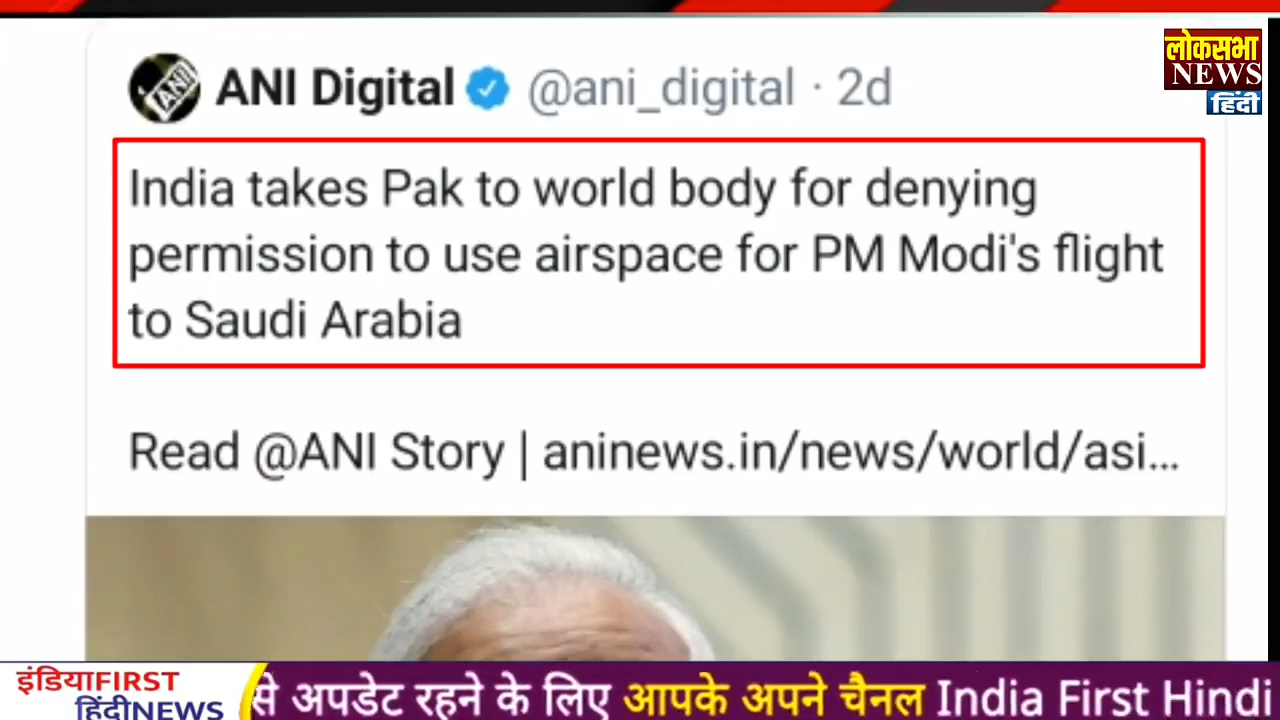 ANI Digital @ani_digital · 2d
लोकसभा
NEWS
हिंदी
India takes Pak to world body for denying
permission to use airspace for PM Modi's flight
to Saudi Arabia
Read @ANI Story | aninews.in/news/world/asi...
इंडियाFIRST
हिंदीNEWS
से अपडेट रहने के लिए आपके अपने चैनल India First Hindi